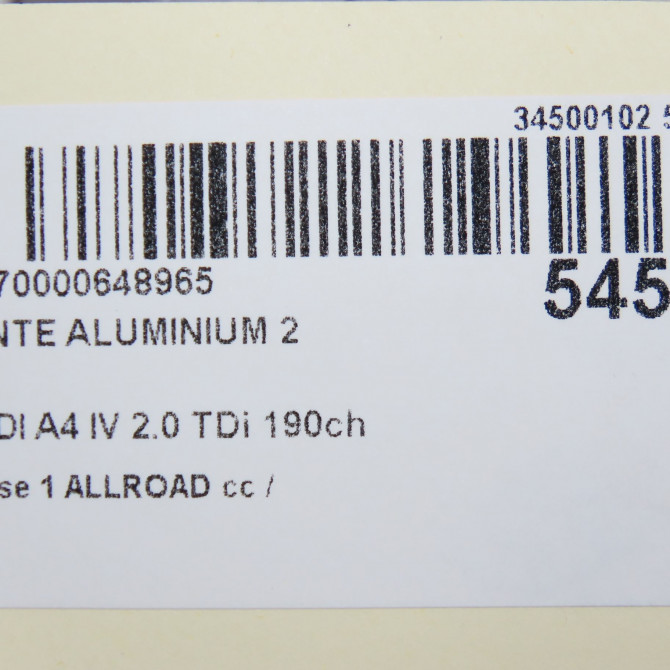 34500102 5
70000648965
545
NTE ALUMINIUM 2
DI A4 IV 2.0 TDi 190ch
se 1 ALLROAD cc /